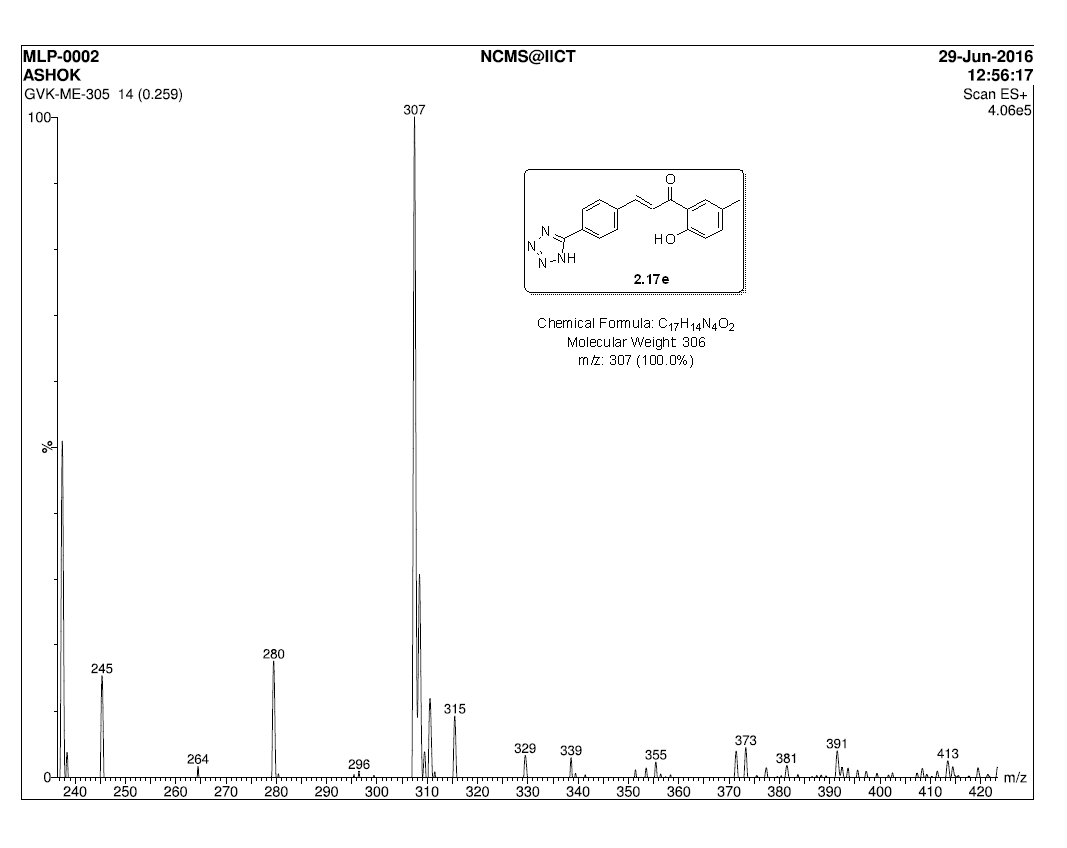 MLP-0002 NCMS@IICT 29-Jun-2016
ASHOK 12:56:17
GVK-ME-305 14 (0.259) Scan ES+
4.06e5
307
100
O
N
N
N NH
HO
2.17e
Chemical Formula: C17H14N4O2
Molecular Weight: 306
m/z: 307 (100.0%)
%
280
245
315
373
329
391
339
355
413
264
381
296
0
m/z
240 250 260 270 280 290 300 310 320 330 340 350 360 370 380 390 400 410 420